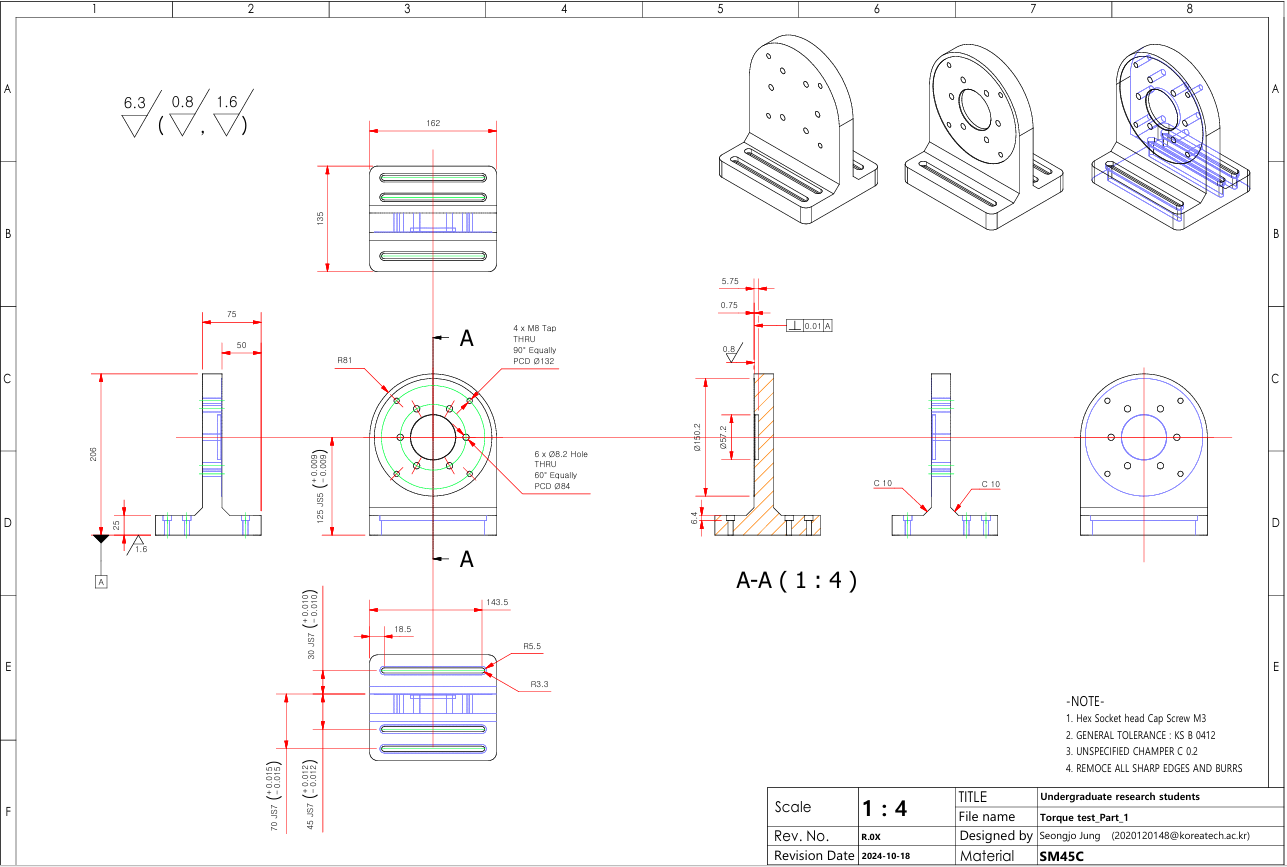 1 2 3 4 5 6 7 8
A A
6.3 0.8 1.6
( , )
162
135
B B
5.75
0.75
⊥ 0.01 A
0.8
75
50
A
4 x M8 Tap
THRU
90° Equally
PCD Ø132
R81
C C
206
125 JS5 (+0.009 -0.009)
Ø150.2
Ø57.2
6 x Ø8.2 Hole
THRU
60° Equally
PCD Ø84
C 10 C 10
25
6.4
D D
1.6
A
A
A-A ( 1 : 4 )
143.5
18.5
30 JS7 (+0.010 -0.010)
R5.5
R3.3
E E
70 JS7 (+0.015 -0.015)
45 JS7 (+0.012 -0.012)
-NOTE-
1. Hex Socket head Cap Screw M3
2. GENERAL TOLERANCE : KS B 0412
3. UNSPECIFIED CHAMPER C 0.2
4. REMOCE ALL SHARP EDGES AND BURRS
F
Scale 1 : 4
TITLE Undergraduate research students
File name Torque test_Part_1
Rev. No. R.0X
Designed by Seongjo Jung (2020120148@koreatech.ac.kr)
Revision Date 2024-10-18
Material SM45C